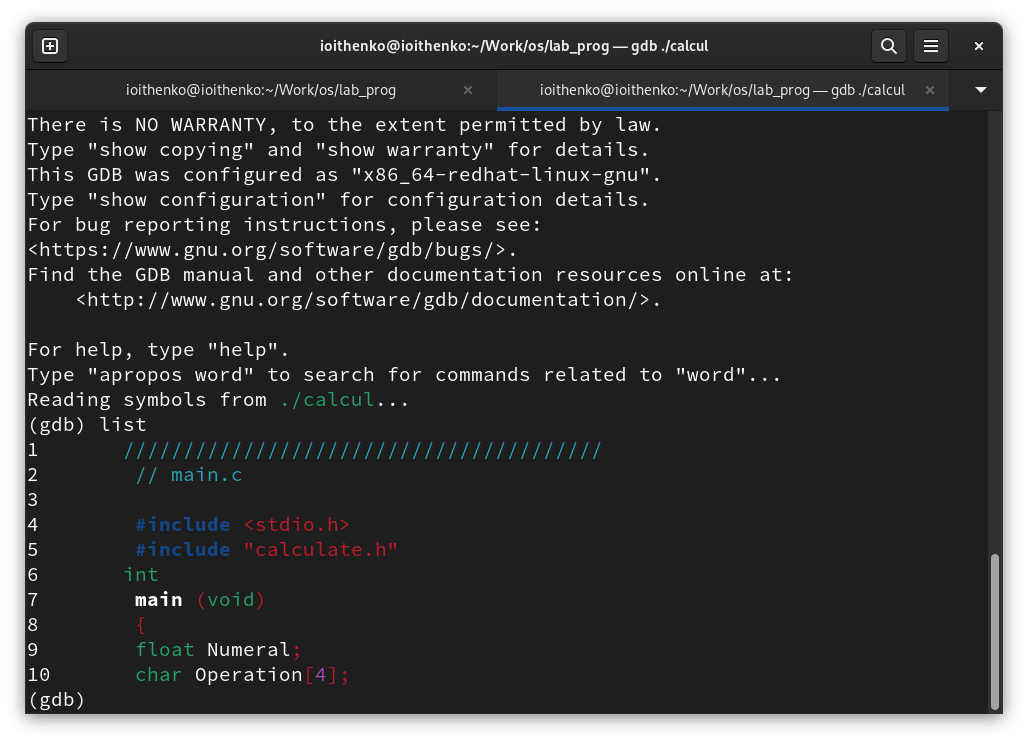 ioithenko@ioithenko:~/Work/os/lab_prog — gdb ./calcul
ioithenko@ioithenko:~/Work/os/lab_prog
ioithenko@ioithenko:~/Work/os/lab_prog — gdb ./calcul
There is NO WARRANTY, to the extent permitted by law.
Type "show copying" and "show warranty" for details.
This GDB was configured as "x86_64-redhat-linux-gnu".
Type "show configuration" for configuration details.
For bug reporting instructions, please see:
<https://www.gnu.org/software/gdb/bugs/>.
Find the GDB manual and other documentation resources online at:
    <http://www.gnu.org/software/gdb/documentation/>.

For help, type "help".
Type "apropos word" to search for commands related to "word"...
Reading symbols from ./calcul...
(gdb) list
1       ////////////////////////////////////////
2        // main.c
3
4        #include <stdio.h>
5        #include "calculate.h"
6       int
7        main (void)
8        {
9        float Numeral;
10       char Operation[4];
(gdb)